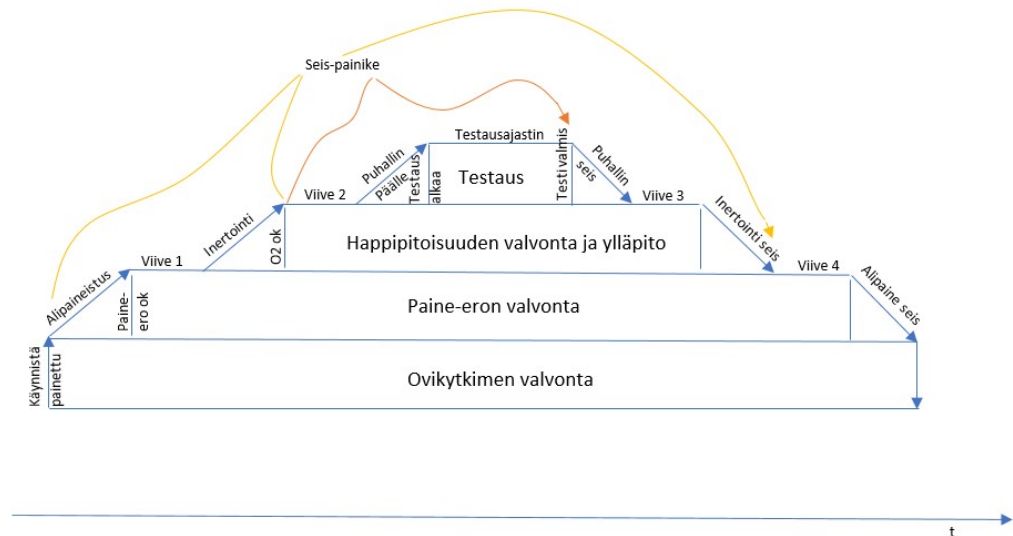 Seis-painike
Testausajastin
Puhallin
Päälle
Testaus
alkaa
Testaus
Testi valmis
Puhallin
seis
Viive 2
Viive 3
Inertointi
O2 ok
Happipitoisuuden valvonta ja ylläpito
Inertointi seis
Viive 1
Viive 4
Alipaineistus
Paine-
ero ok
Paine-eron valvonta
Alipaine seis
Käynnistä
painettu
Ovikytkimen valvonta
t